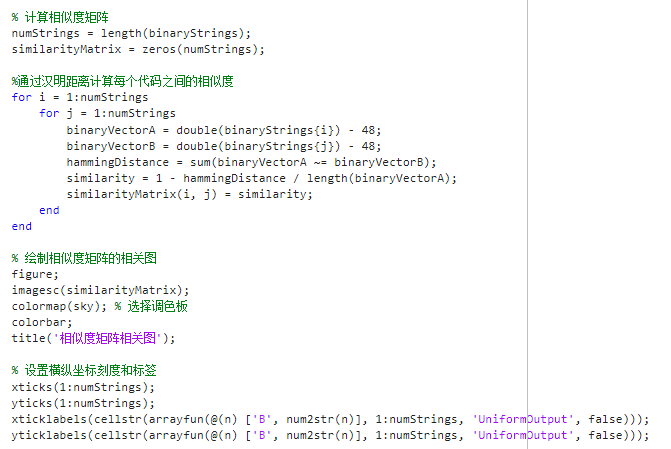 % 计算相似度矩阵
numStrings = length(binaryStrings);
similarityMatrix = zeros(numStrings);
%通过汉明距离计算每个代码之间的相似度
for i = 1:numStrings
    for j = 1:numStrings
        binaryVectorA = double(binaryStrings{i}) - 48;
        binaryVectorB = double(binaryStrings{j}) - 48;
        hammingDistance = sum(binaryVectorA ~= binaryVectorB);
        similarity = 1 - hammingDistance / length(binaryVectorA);
        similarityMatrix(i, j) = similarity;
    end
end
% 绘制相似度矩阵的相关图
figure;
imagesc(similarityMatrix);
colormap(sky); % 选择调色板
colorbar;
title('相似度矩阵相关图');
% 设置横纵坐标刻度和标签
xticks(1:numStrings);
yticks(1:numStrings);
xticklabels(cellstr(arrayfun(@(n) ['B', num2str(n)], 1:numStrings, 'UniformOutput', false)));
yticklabels(cellstr(arrayfun(@(n) ['B', num2str(n)], 1:numStrings, 'UniformOutput', false)));